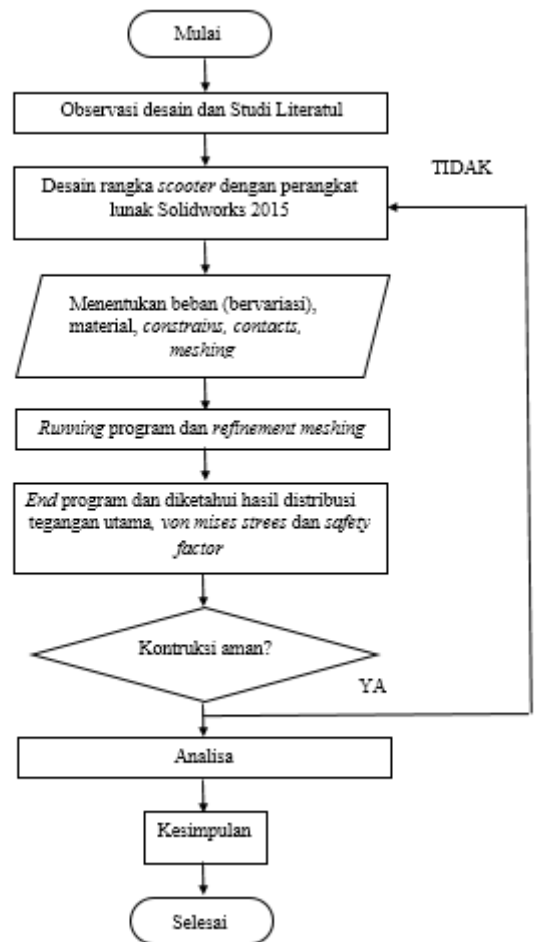 Mulai
Observasi desain dan Studi Literatul
TIDAK
Desain rangka scooter dengan perangkat
lunak Solidworks 2015
Menentukan beban (bervariasi),
material, constrains, contacts,
meshing
Running program dan refinement meshing
End program dan diketahui hasil distribusi
tegangan utama, von mises strees dan safety
factor
Kontruksi aman?
YA
Analisa
Kesimpulan
Selesai